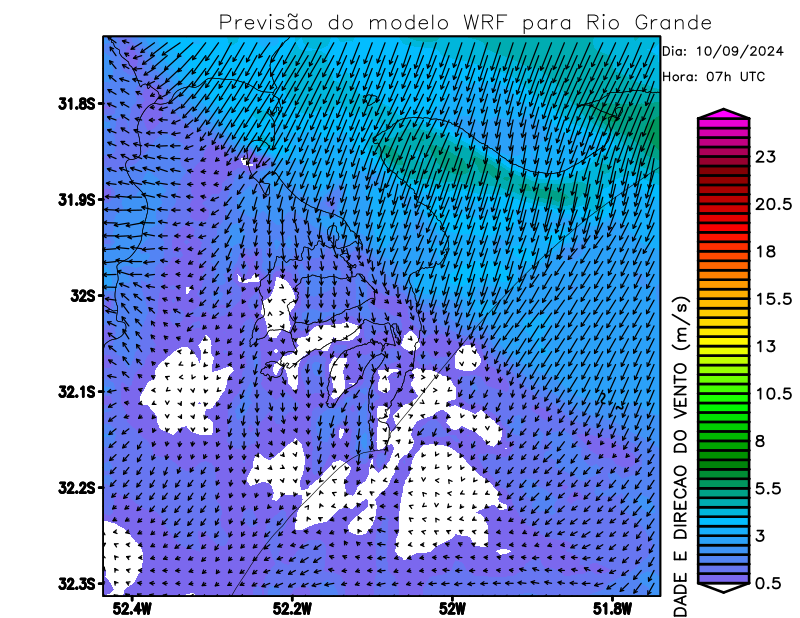 Previsão do modelo WRF para Rio Grande
Dia: 10/09/2024
Hora: 07h UTC
31.8S
31.9S
32S
32.1S
32.2S
32.3S
52.4W
52.2W
52W
51.8W
DADE E DIRECAO DO VENTO (m/s)
23
20.5
18
15.5
13
10.5
8
5.5
3
0.5